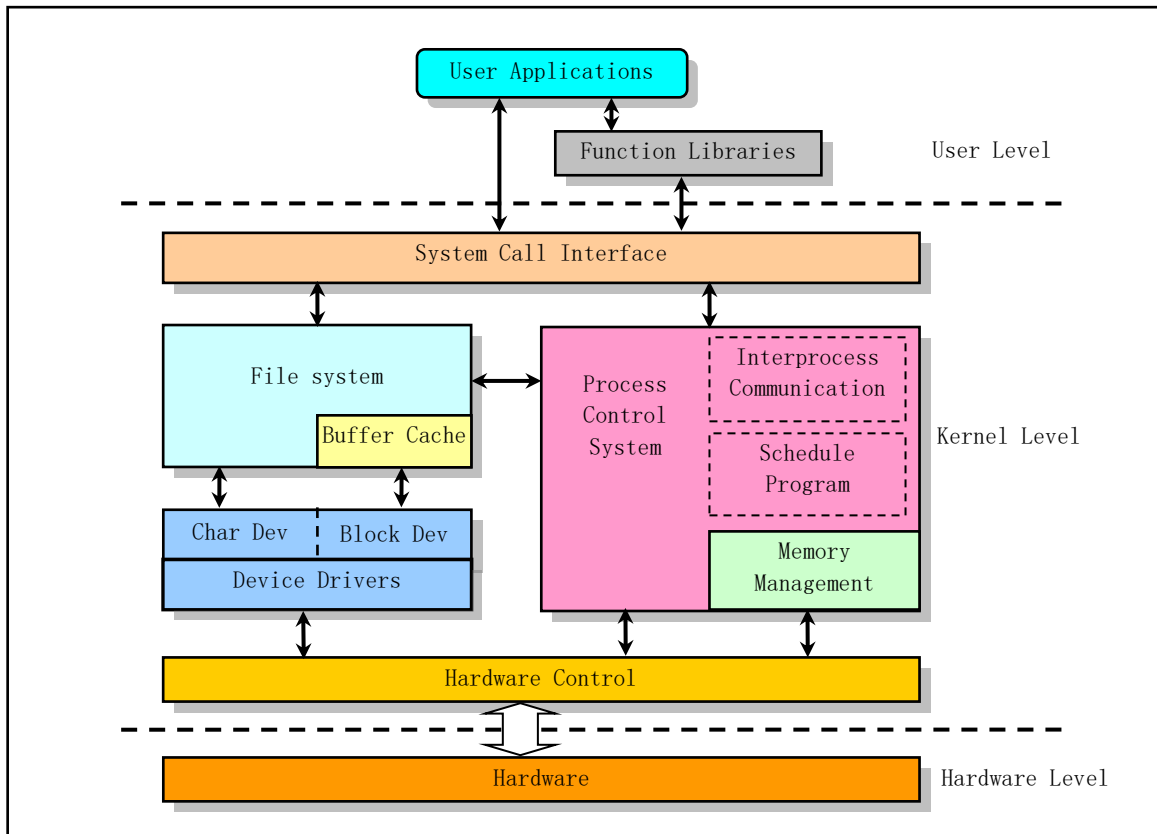 User Applications
Function Libraries
User Level
System Call Interface
File system
Buffer Cache
Process
Control
System
Interprocess
Communication
Schedule
Program
Kernel Level
Char Dev
Block Dev
Device Drivers
Memory
Management
Hardware Control
Hardware
Hardware Level